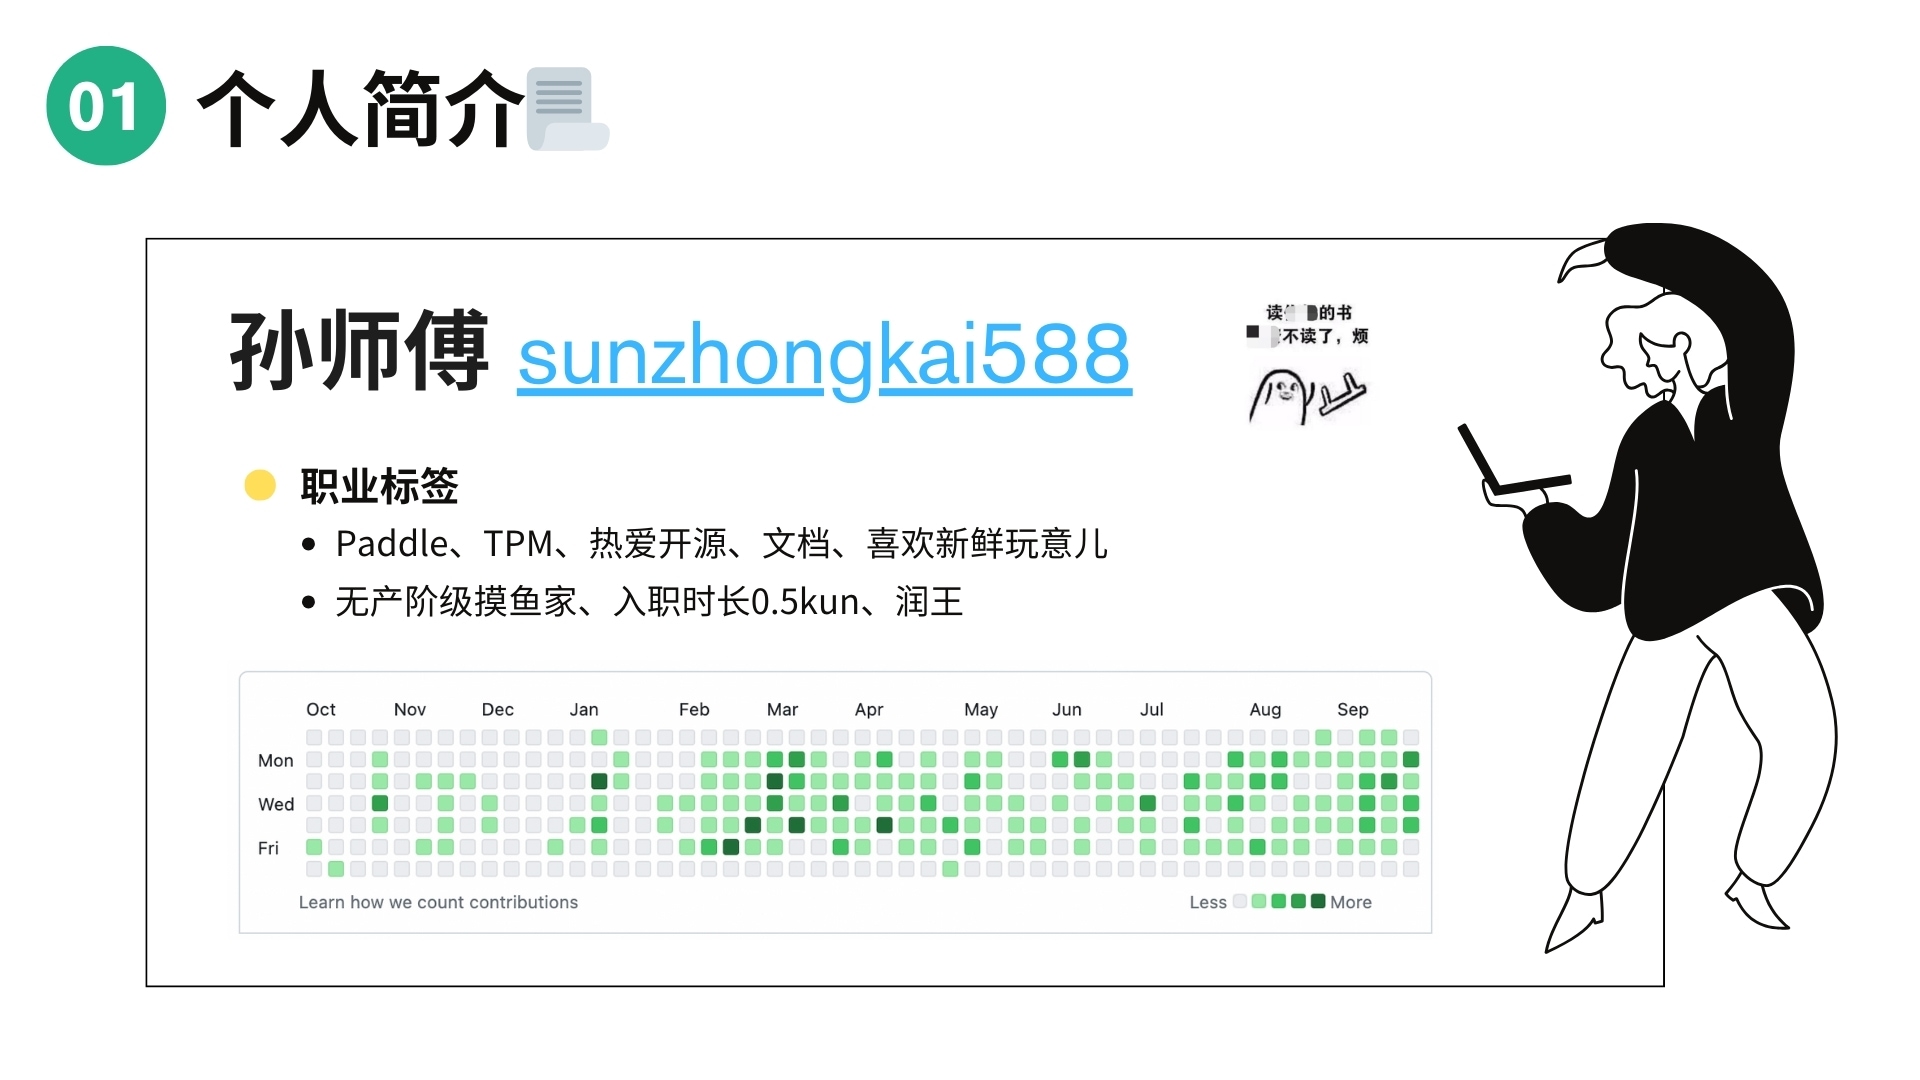 01 个人简介
孙师傅 sunzhongkai588
读的书
不读了，烦
职业标签
Paddle、TPM、热爱开源、文档、喜欢新鲜玩意儿
无产阶级摸鱼家、入职时长0.5kun、润王
Oct Nov Dec Jan Feb Mar Apr May Jun Jul Aug Sep
Mon
Wed
Fri
Learn how we count contributions Less More